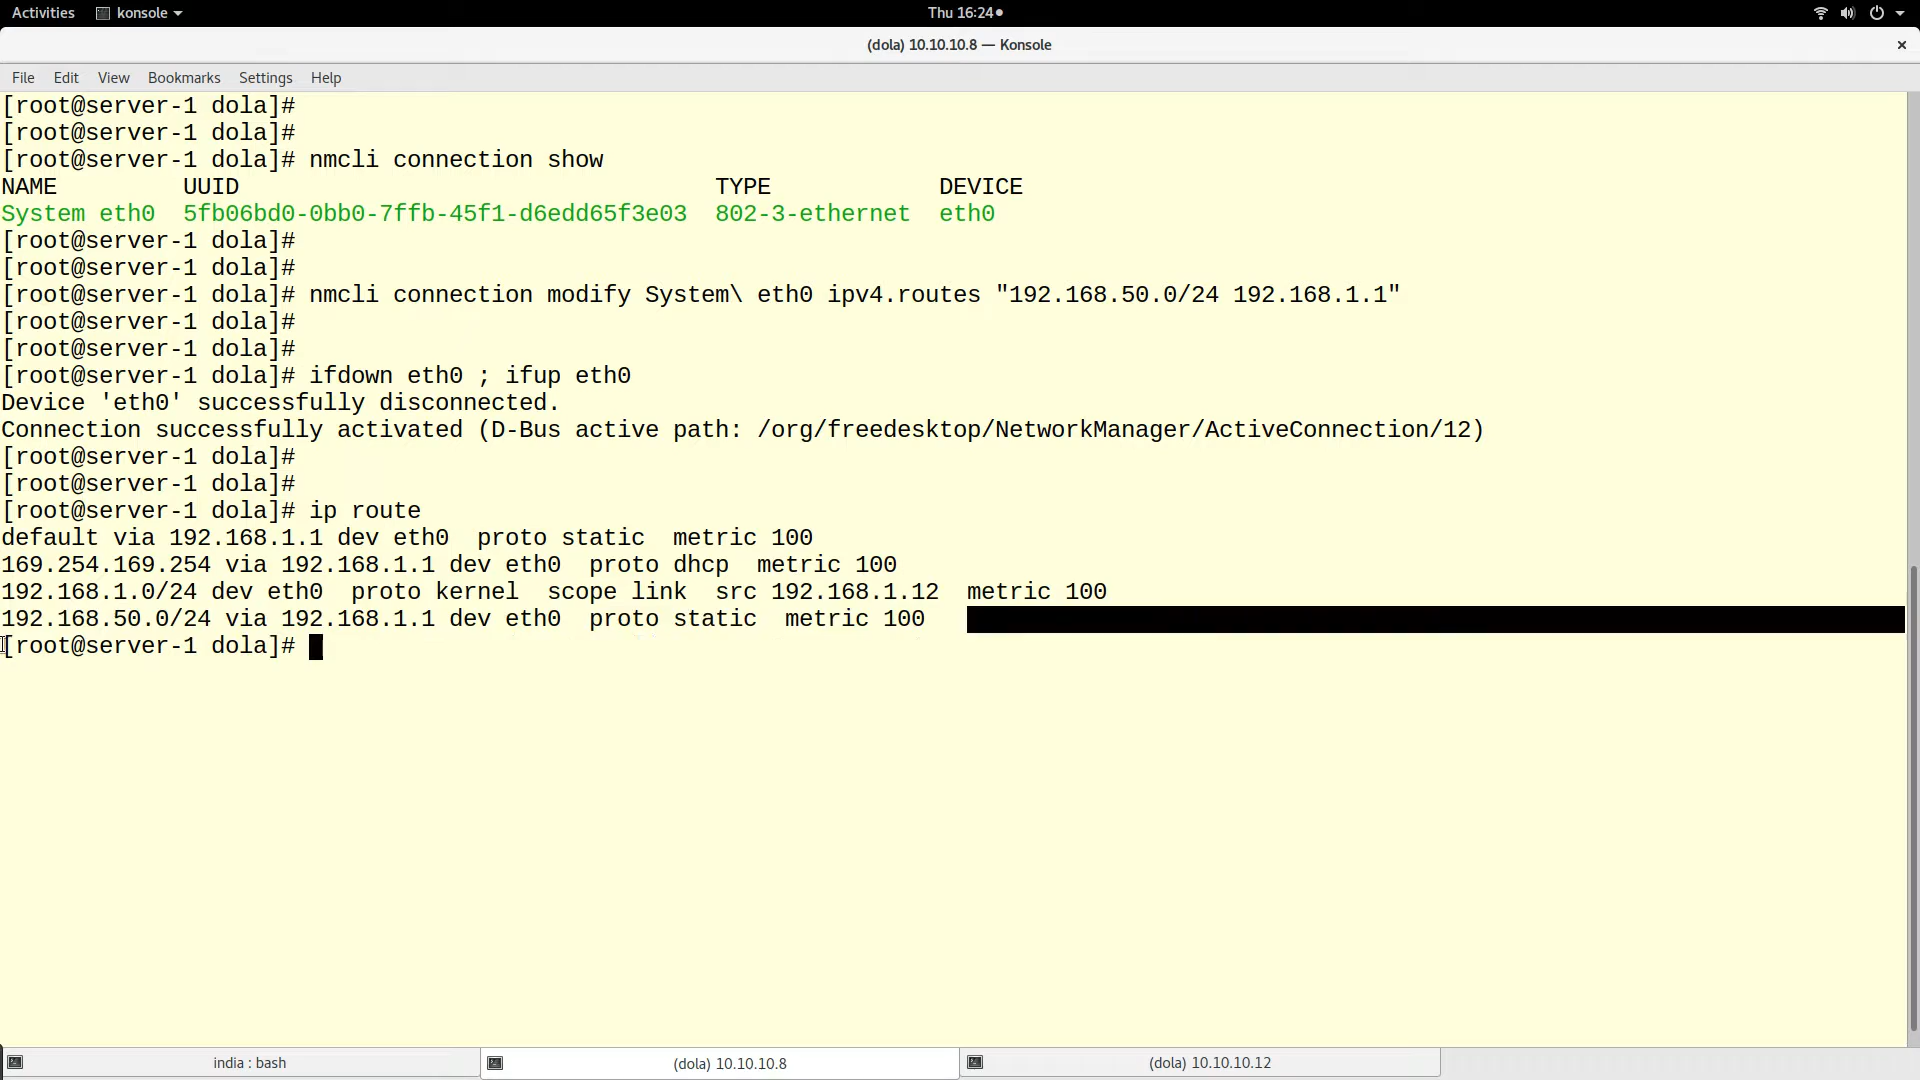 Activities konsole Thu 16:24
(dola) 10.10.10.8 — Konsole ×
File Edit View Bookmarks Settings Help
[root@server-1 dola]#
[root@server-1 dola]#
[root@server-1 dola]# nmcli connection show
NAME         UUID                                  TYPE            DEVICE
System eth0  5fb06bd0-0bb0-7ffb-45f1-d6edd65f3e03  802-3-ethernet  eth0
[root@server-1 dola]#
[root@server-1 dola]#
[root@server-1 dola]# nmcli connection modify System\ eth0 ipv4.routes "192.168.50.0/24 192.168.1.1"
[root@server-1 dola]#
[root@server-1 dola]#
[root@server-1 dola]# ifdown eth0 ; ifup eth0
Device 'eth0' successfully disconnected.
Connection successfully activated (D-Bus active path: /org/freedesktop/NetworkManager/ActiveConnection/12)
[root@server-1 dola]#
[root@server-1 dola]#
[root@server-1 dola]# ip route
default via 192.168.1.1 dev eth0  proto static  metric 100
169.254.169.254 via 192.168.1.1 dev eth0  proto dhcp  metric 100
192.168.1.0/24 dev eth0  proto kernel  scope link  src 192.168.1.12  metric 100
192.168.50.0/24 via 192.168.1.1 dev eth0  proto static  metric 100
[root@server-1 dola]#
india : bash (dola) 10.10.10.8 (dola) 10.10.10.12